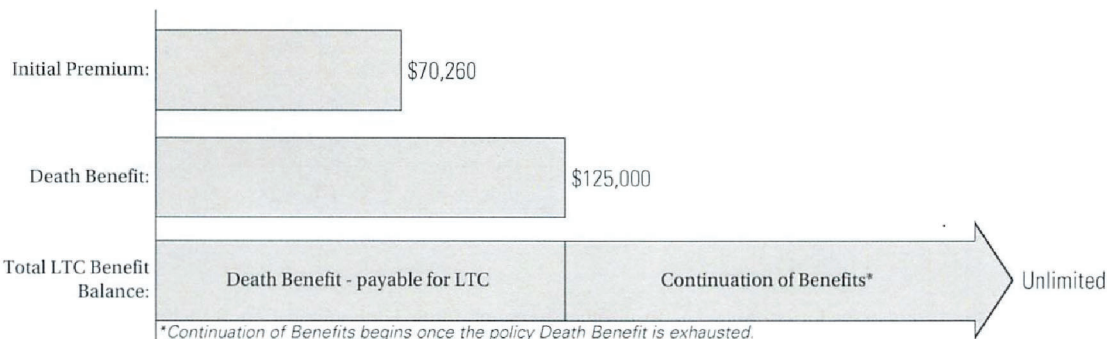 Initial Premium:
$70,260
Death Benefit:
$125,000
Total LTC Benefit
Balance:
Death Benefit - payable for LTC
Continuation of Benefits*
Unlimited
*Continuation of Benefits begins once the policy Death Benefit is exhausted.